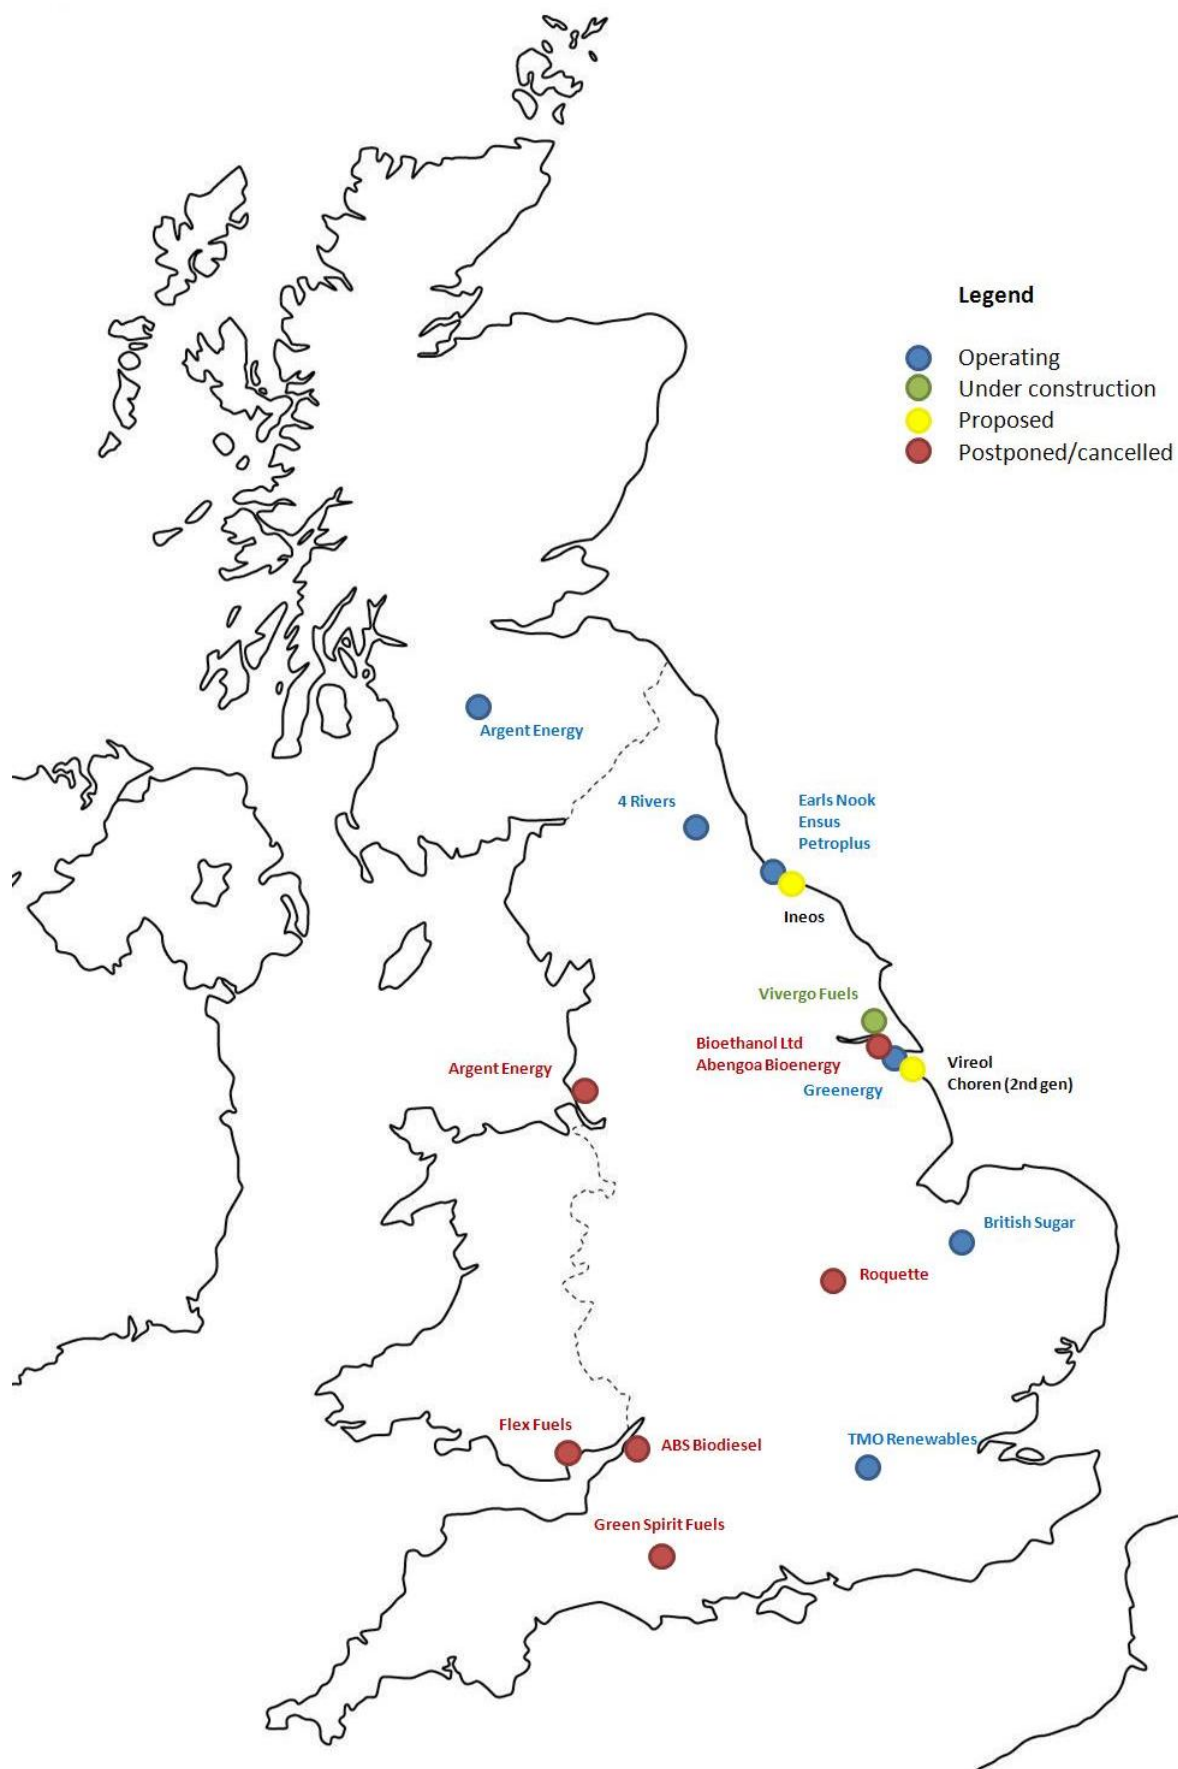 Legend
Operating
Under construction
Proposed
Postponed/cancelled
Argent Energy
4 Rivers
Earls Nook
Ensus
Petroplus
Ineos
Vivergo Fuels
Bioethanol Ltd
Abengoa Bioenergy
Greenergy
Vireol
Choren (2nd gen)
Argent Energy
British Sugar
Roquette
Flex Fuels
ABS Biodiesel
TMO Renewables
Green Spirit Fuels